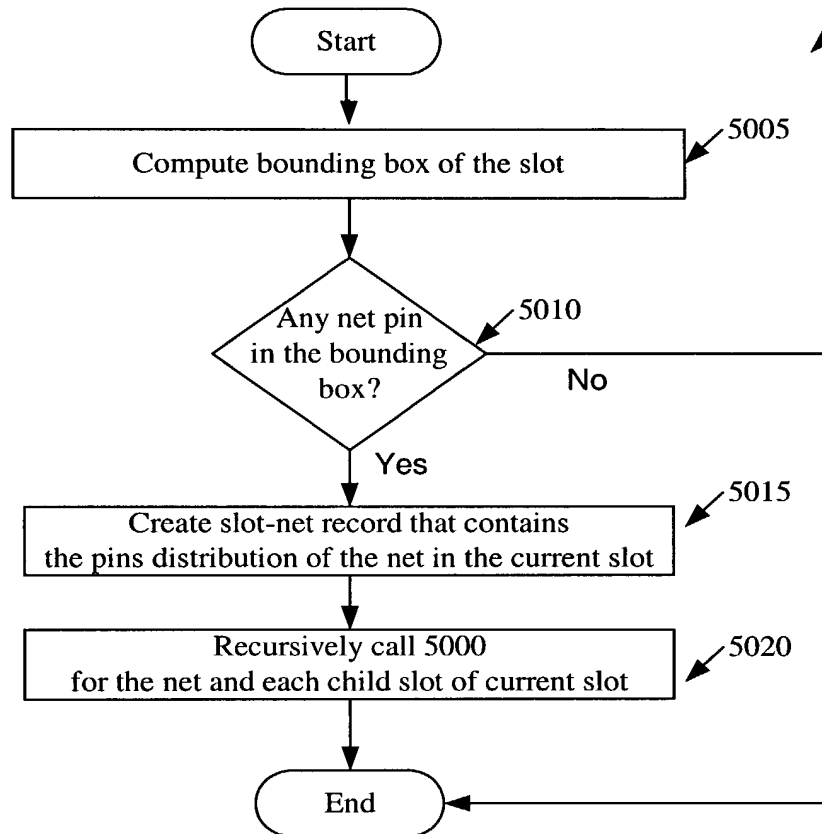 Start
5005
Compute bounding box of the slot
5010
Any net pin
in the bounding
box?
No
Yes
5015
Create slot-net record that contains
the pins distribution of the net in the current slot
5020
Recursively call 5000
for the net and each child slot of current slot
End